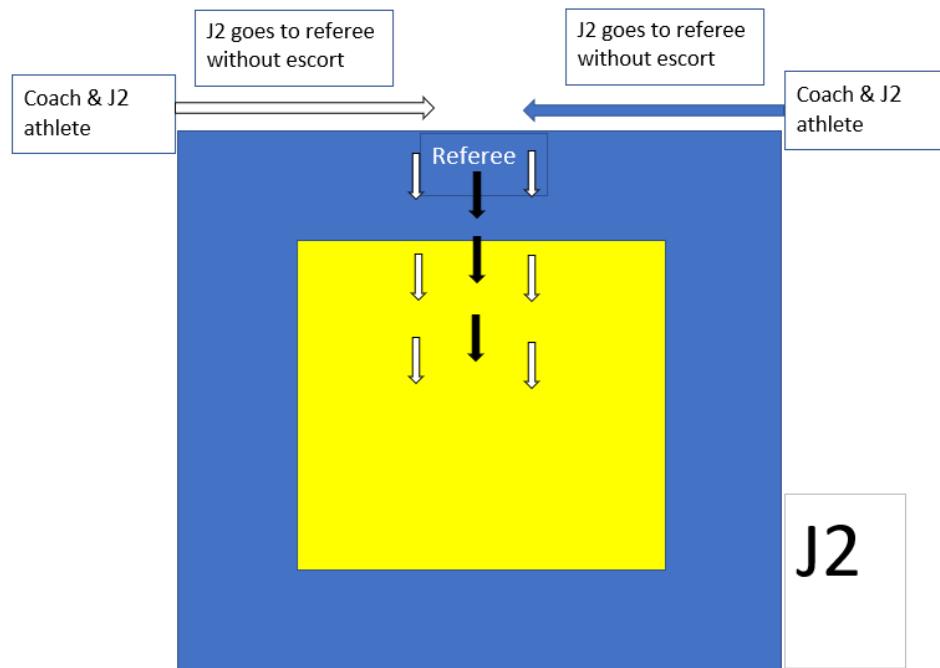 J2 goes to referee
without escort
J2 goes to referee
without escort
Coach & J2
athlete
Coach & J2
athlete
Referee
J2